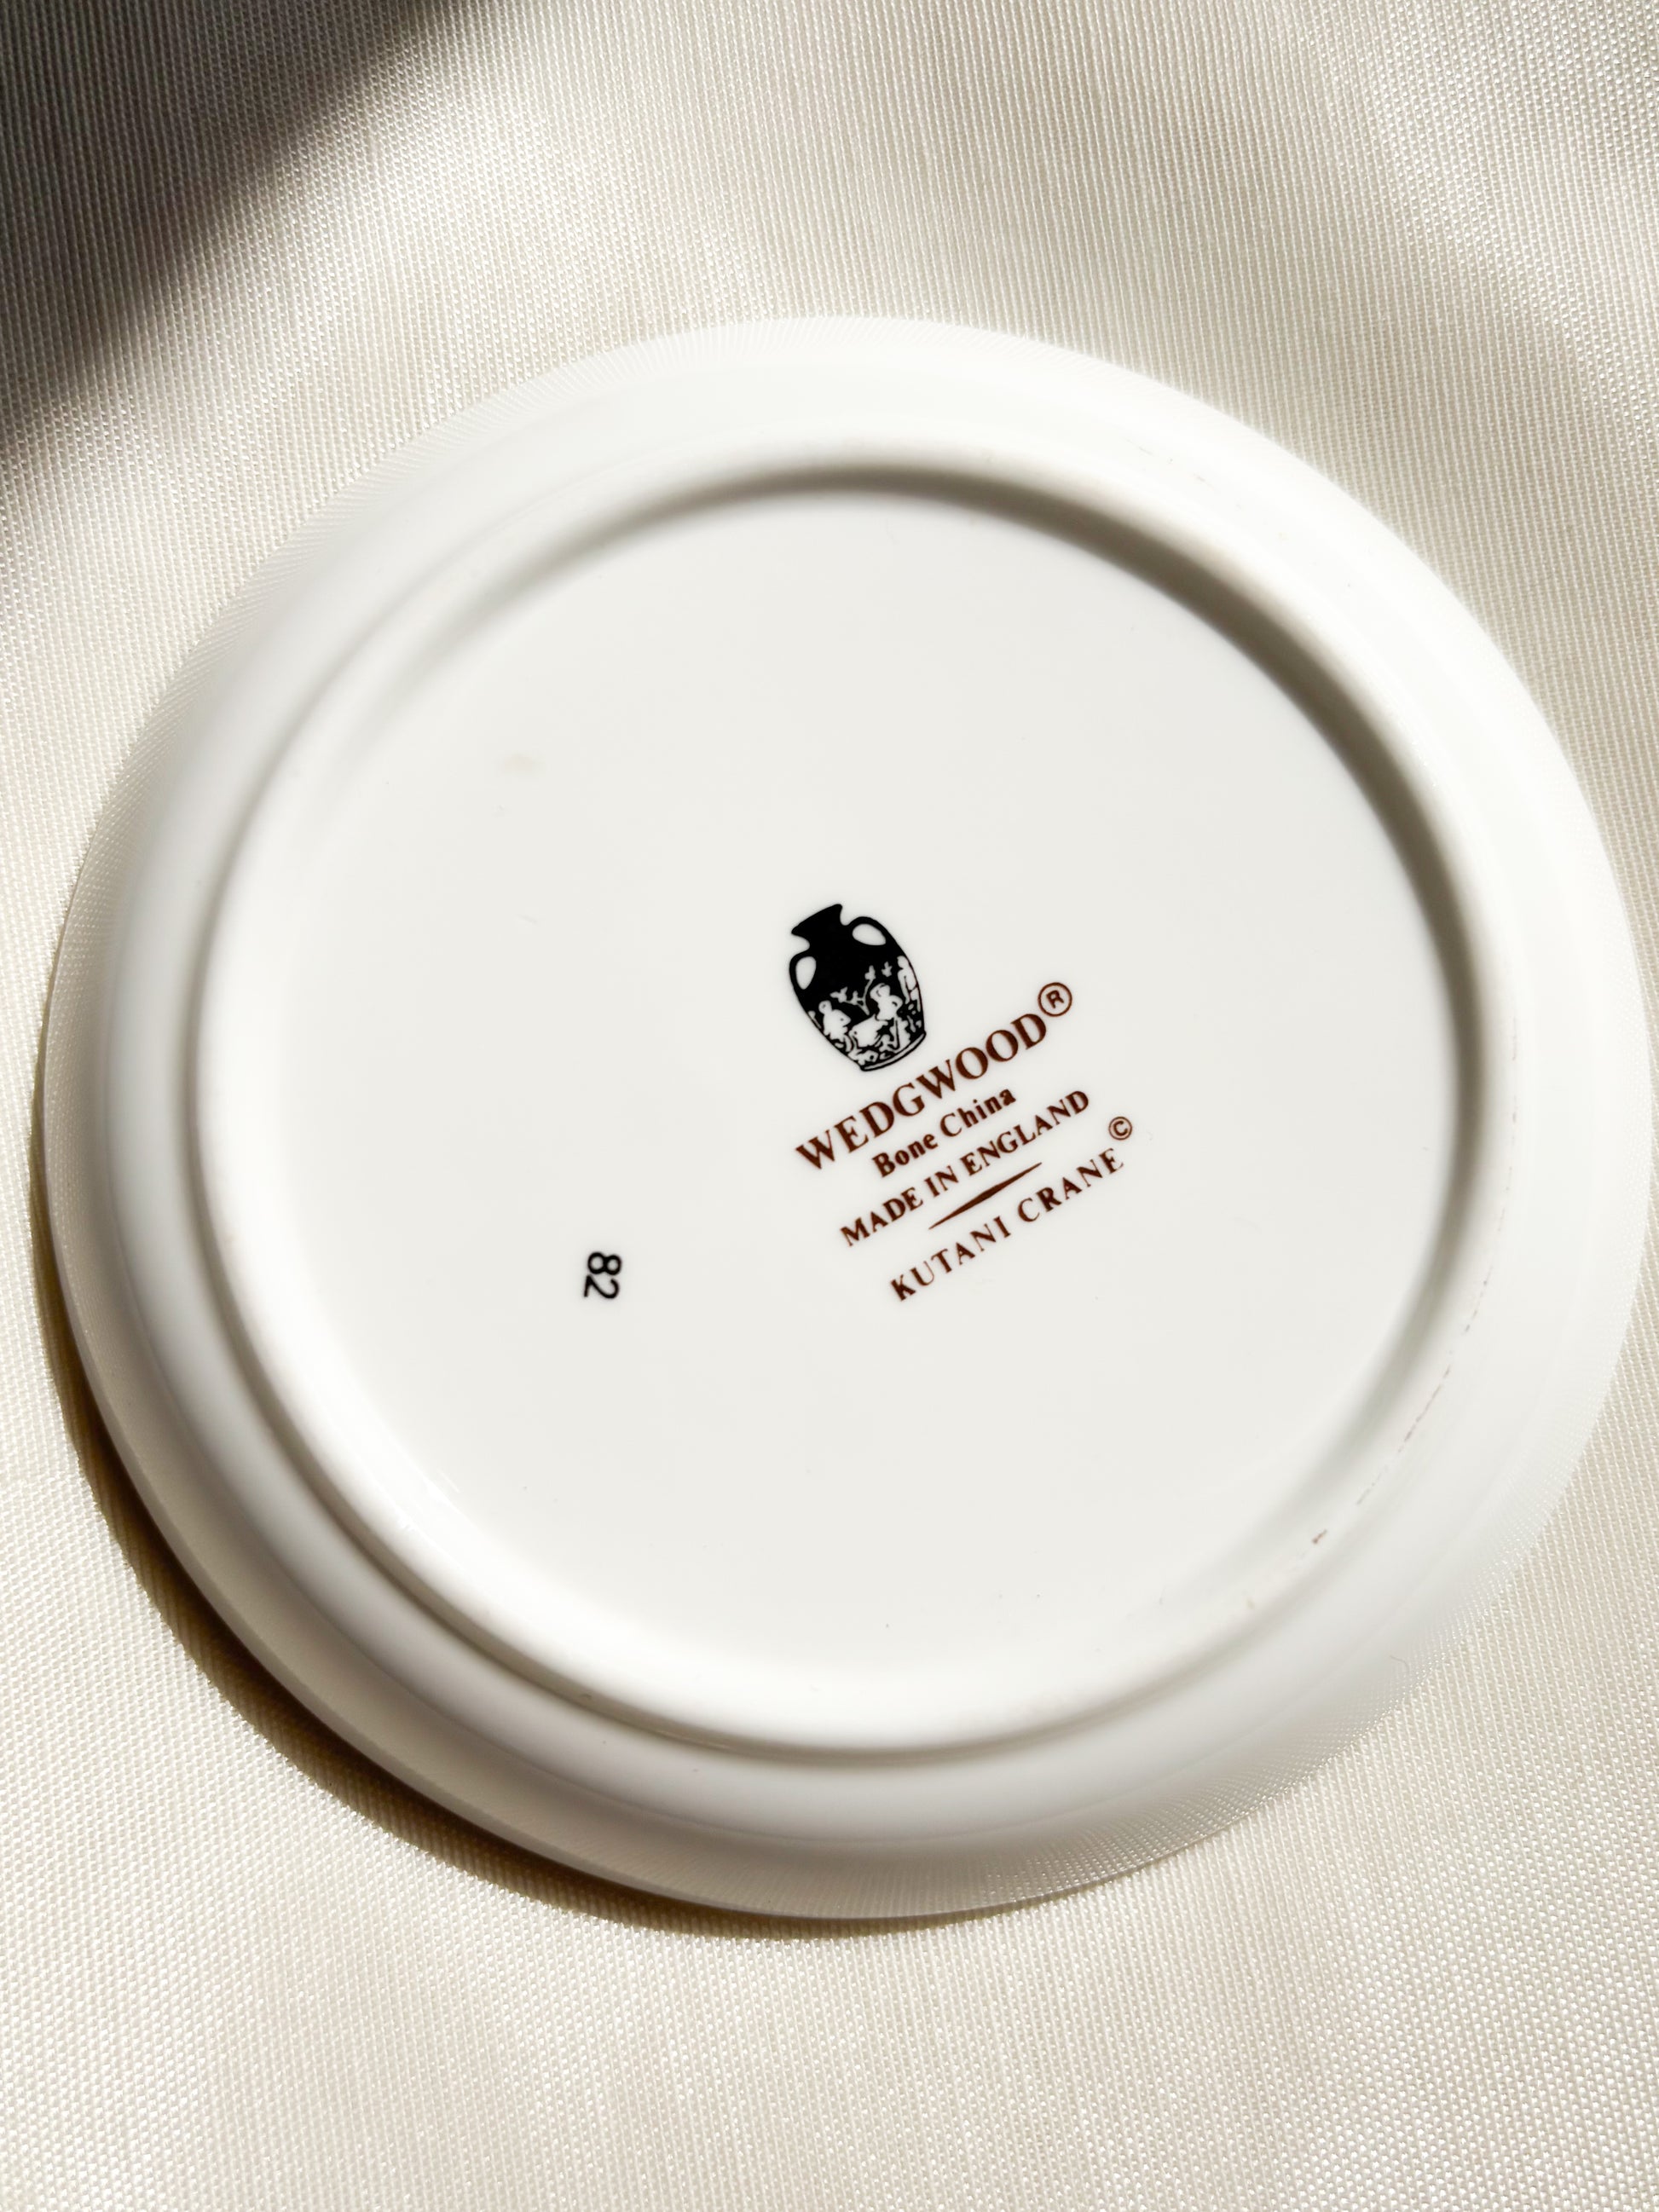 WEDGWOOD®
Bone China
MADE IN ENGLAND
KUTANI CRANE©
82